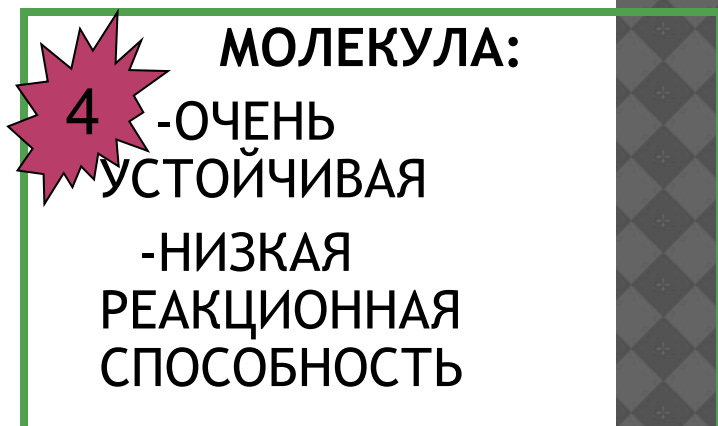 МОЛЕКУЛА:
4
-ОЧЕНЬ
УСТОЙЧИВАЯ
-НИЗКАЯ
РЕАКЦИОННАЯ
СПОСОБНОСТЬ